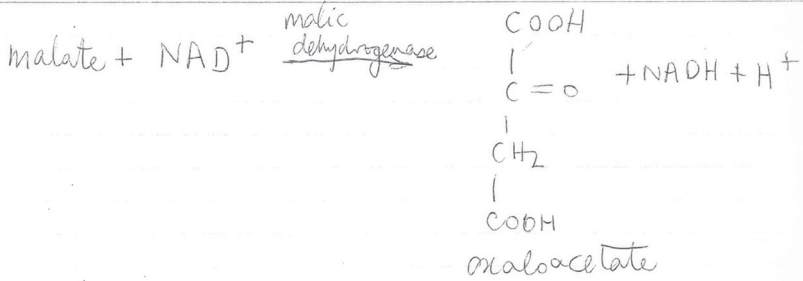 malate + NAD+ malic dehydrogenase
COOH
|
C = O + NADH + H+
|
CH2
|
COOH
oxaloacetate